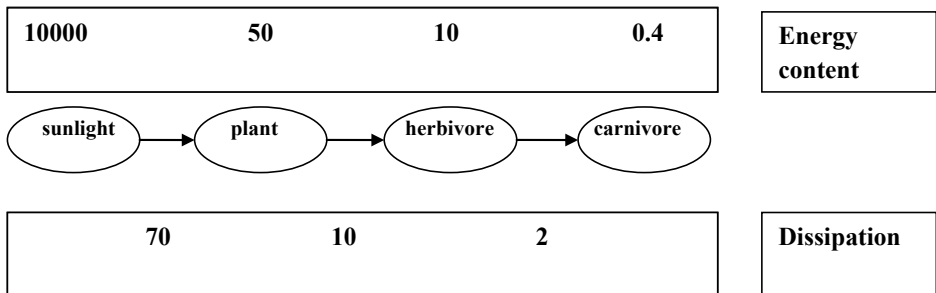 10000 50 10 0.4
Energy
content
sunlight plant herbivore carnivore
70 10 2
Dissipation